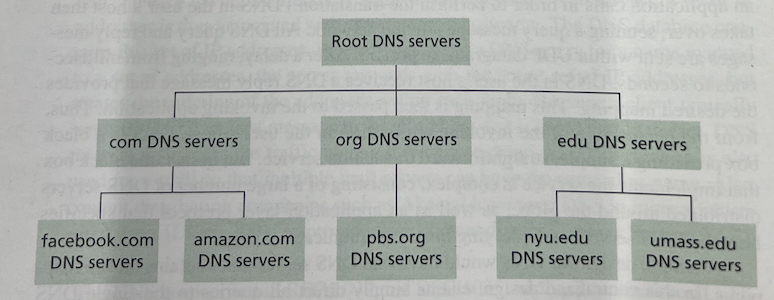 Root DNS servers
com DNS servers
org DNS servers
edu DNS servers
facebook.com
DNS servers
amazon.com
DNS servers
pbs.org
DNS servers
nyu.edu
DNS servers
umass.edu
DNS servers